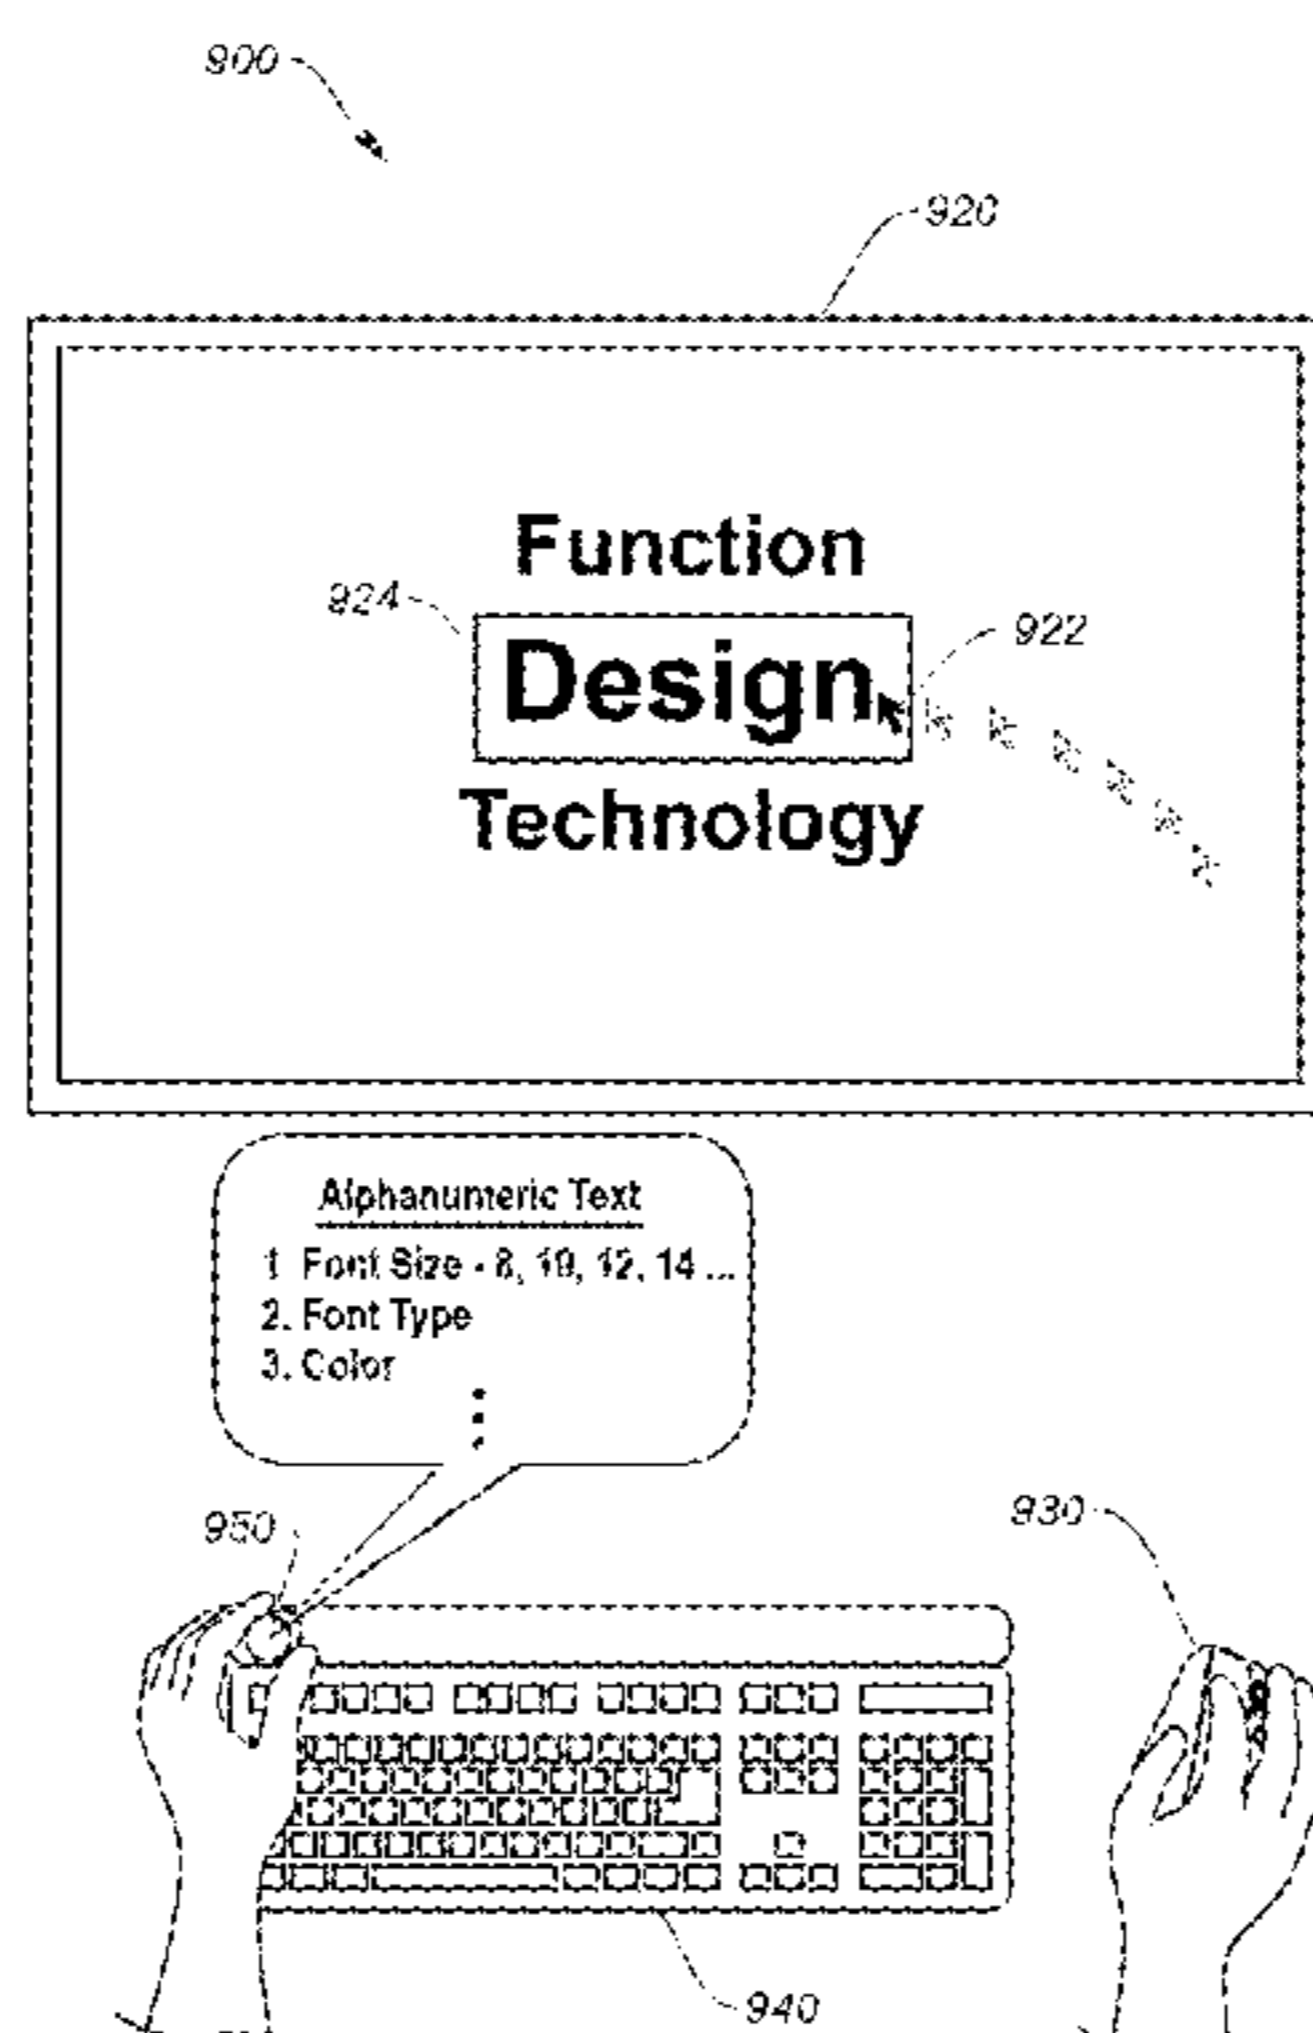 900
920
Function
924
Design
922
Technology
Alphanumeric Text
1 Font Size - 8, 10, 12, 14 ...
2. Font Type
3. Color
950
930
940